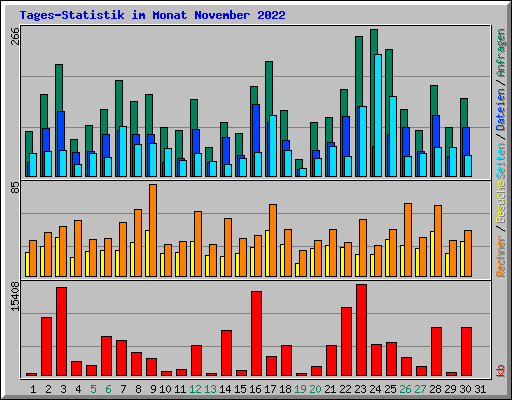 Tages-Statistik im Monat November 2022
266
85
15408
Rechner / Besuche Seiten / Dateien / Anfragen
kb
1 2 3 4 5 6 7 8 9 10 11 12 13 14 15 16 17 18 19 20 21 22 23 24 25 26 27 28 29 30 31